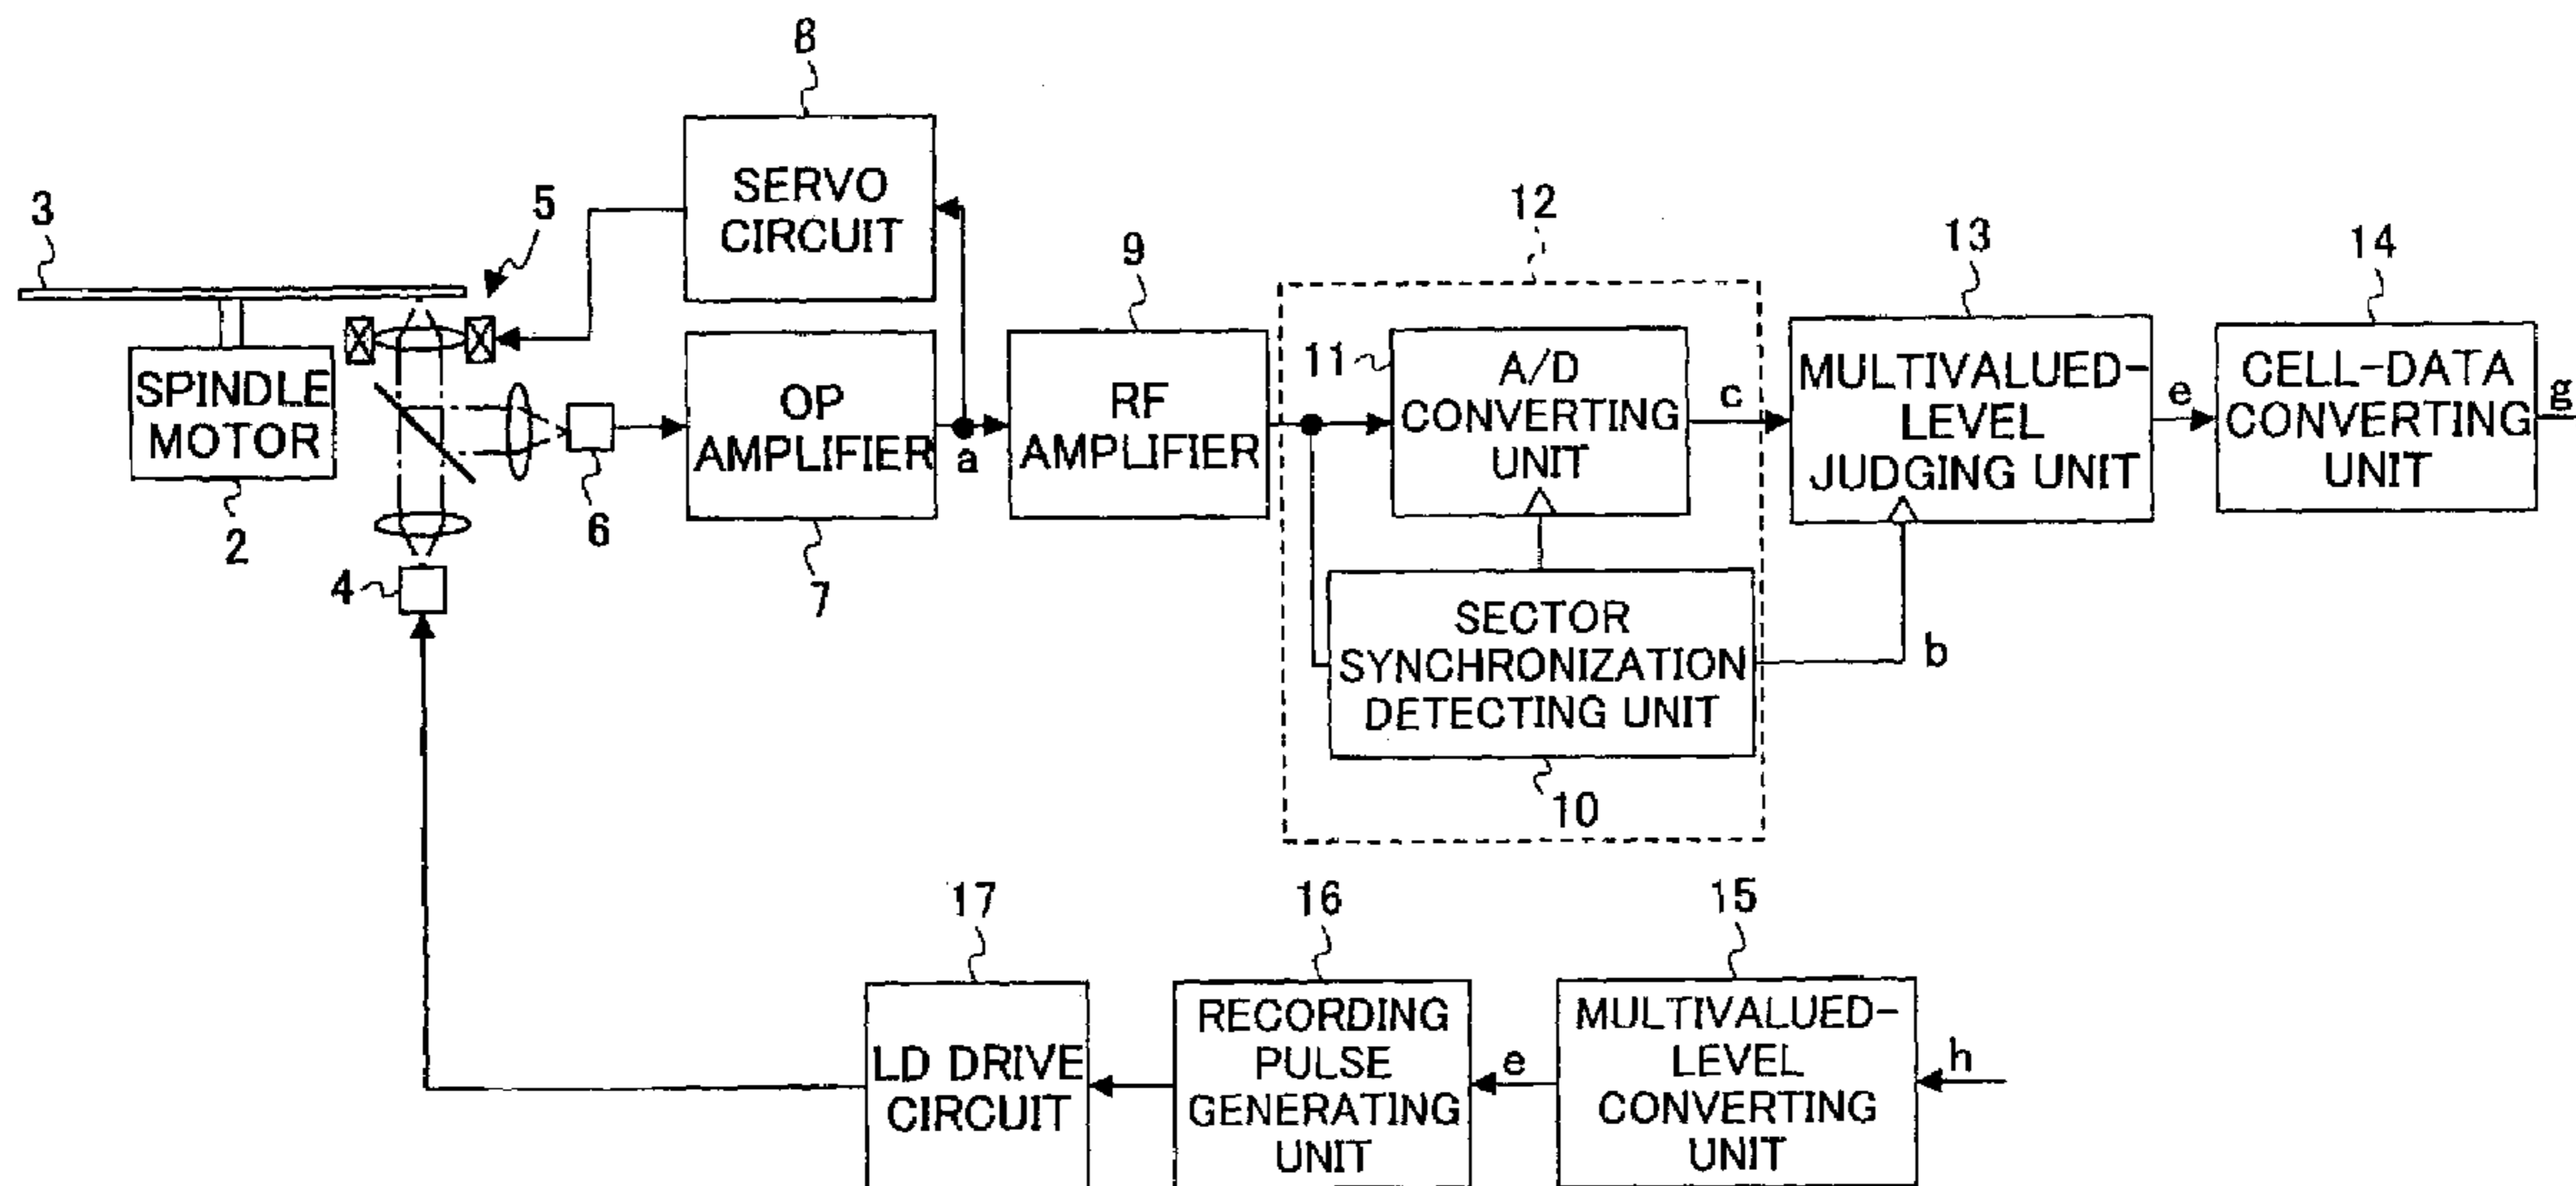 8
SERVO
CIRCUIT
3
5
12
9
13
14
SPINDLE
MOTOR
2
4
6
OP
AMPLIFIER
7
a
RF
AMPLIFIER
11
A/D
CONVERTING
UNIT
c
MULTIVALUED-
LEVEL
JUDGING UNIT
e
CELL-DATA
CONVERTING
UNIT
g
SECTOR
SYNCHRONIZATION
DETECTING UNIT
b
10
17
16
15
LD DRIVE
CIRCUIT
RECORDING
PULSE
GENERATING
UNIT
e
MULTIVALUED-
LEVEL
CONVERTING
UNIT
h